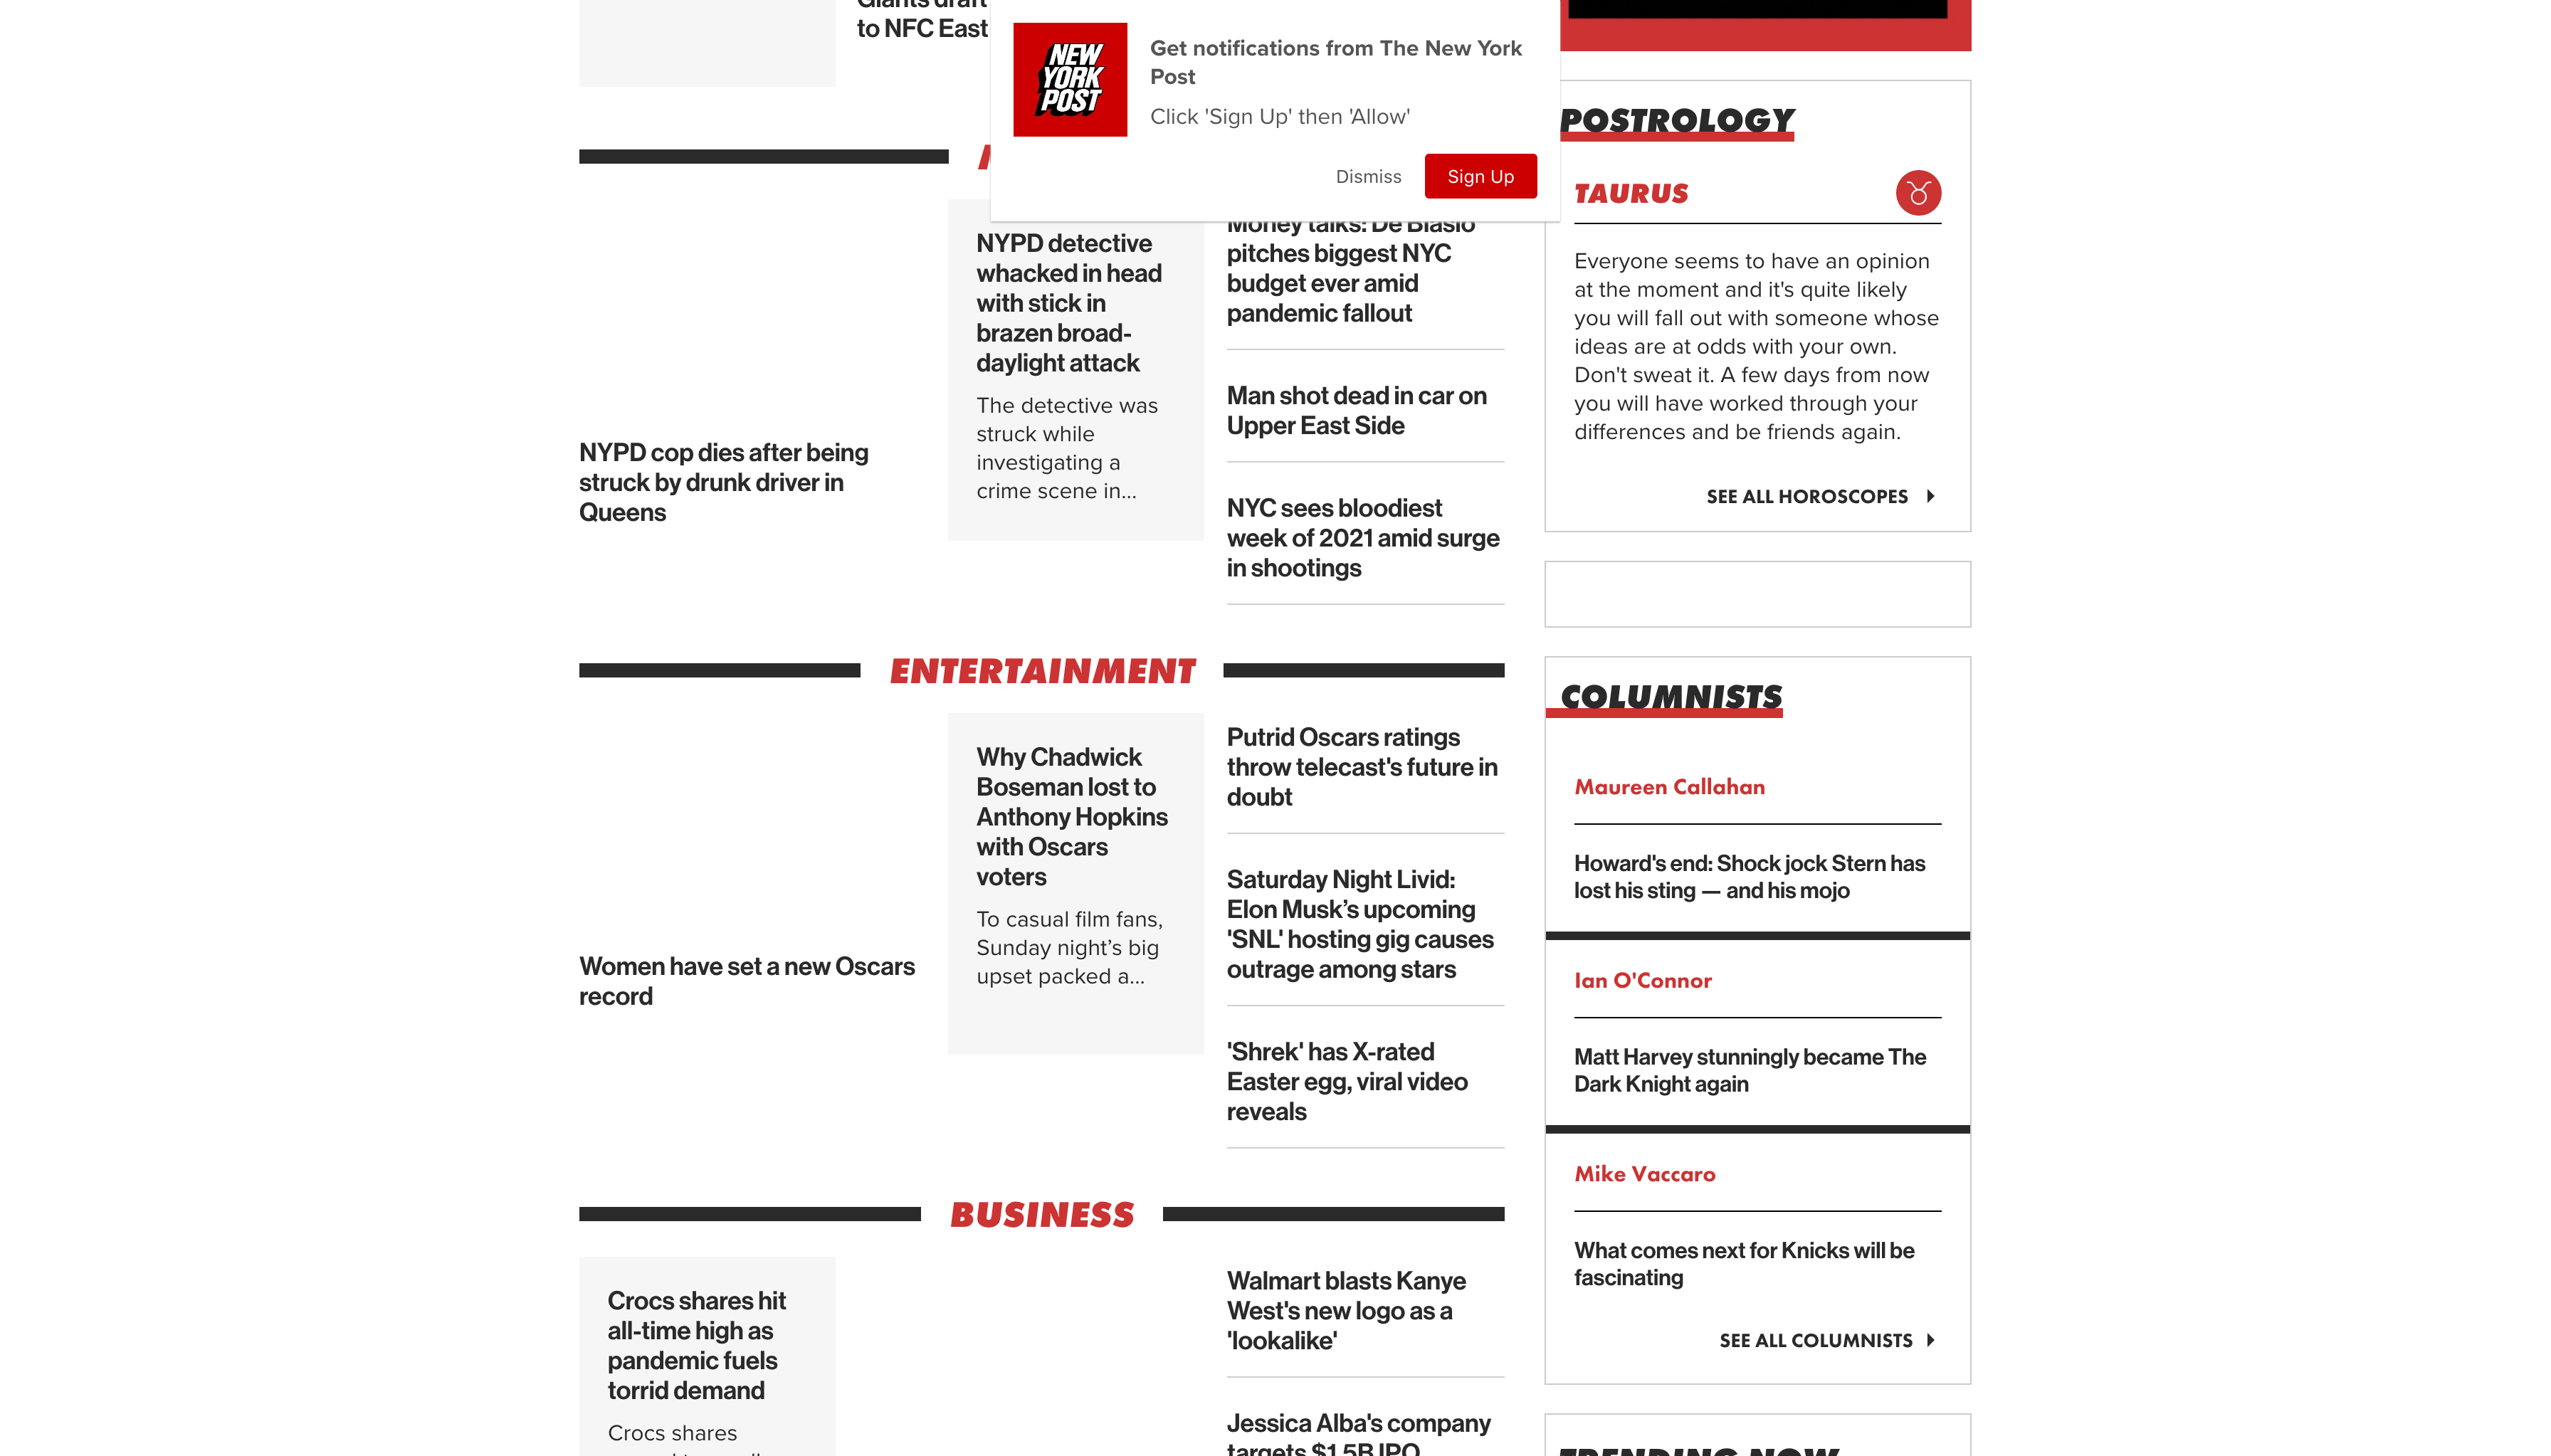 to NFC East
NEW
YORK
POST
Get notifications from The New York
Post
Click 'Sign Up' then 'Allow'
Dismiss
Sign Up
NYPD cop dies after being
struck by drunk driver in
Queens
NYPD detective
whacked in head
with stick in
brazen broad-
daylight attack
The detective was
struck while
investigating a
crime scene in...
Money talks: De Blasio
pitches biggest NYC
budget ever amid
pandemic fallout
Man shot dead in car on
Upper East Side
NYC sees bloodiest
week of 2021 amid surge
in shootings
ENTERTAINMENT
Women have set a new Oscars
record
Why Chadwick
Boseman lost to
Anthony Hopkins
with Oscars
voters
To casual film fans,
Sunday night’s big
upset packed a...
Putrid Oscars ratings
throw telecast's future in
doubt
Saturday Night Livid:
Elon Musk’s upcoming
'SNL' hosting gig causes
outrage among stars
'Shrek' has X-rated
Easter egg, viral video
reveals
BUSINESS
Crocs shares hit
all-time high as
pandemic fuels
torrid demand
Crocs shares
Walmart blasts Kanye
West's new logo as a
'lookalike'
Jessica Alba's company
targets $1.5B IPO
POSTROLOGY
TAURUS
Everyone seems to have an opinion
at the moment and it's quite likely
you will fall out with someone whose
ideas are at odds with your own.
Don't sweat it. A few days from now
you will have worked through your
differences and be friends again.
SEE ALL HOROSCOPES
COLUMNISTS
Maureen Callahan
Howard's end: Shock jock Stern has
lost his sting — and his mojo
Ian O'Connor
Matt Harvey stunningly became The
Dark Knight again
Mike Vaccaro
What comes next for Knicks will be
fascinating
SEE ALL COLUMNISTS
TRENDING NOW